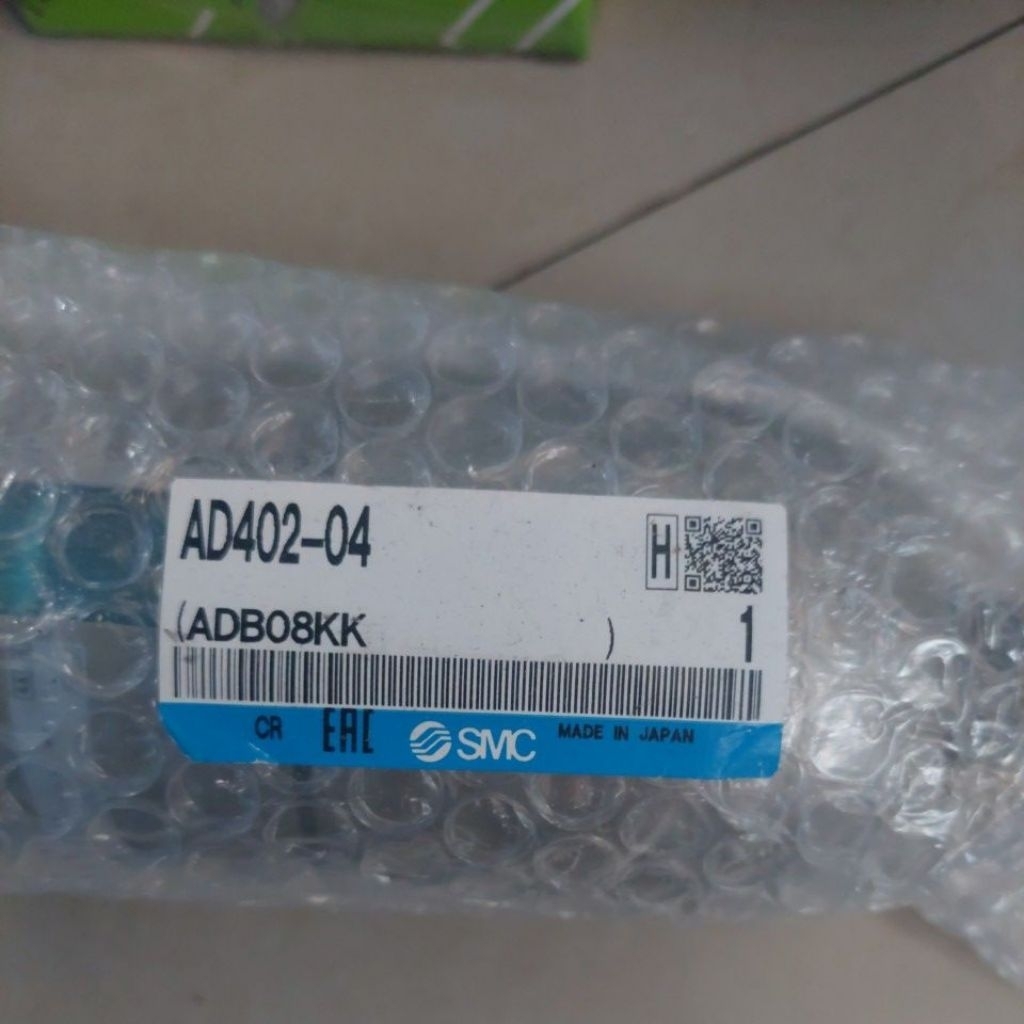 AD402-04
H
(ADB08KK )
1
CR EAC SMC MADE IN JAPAN